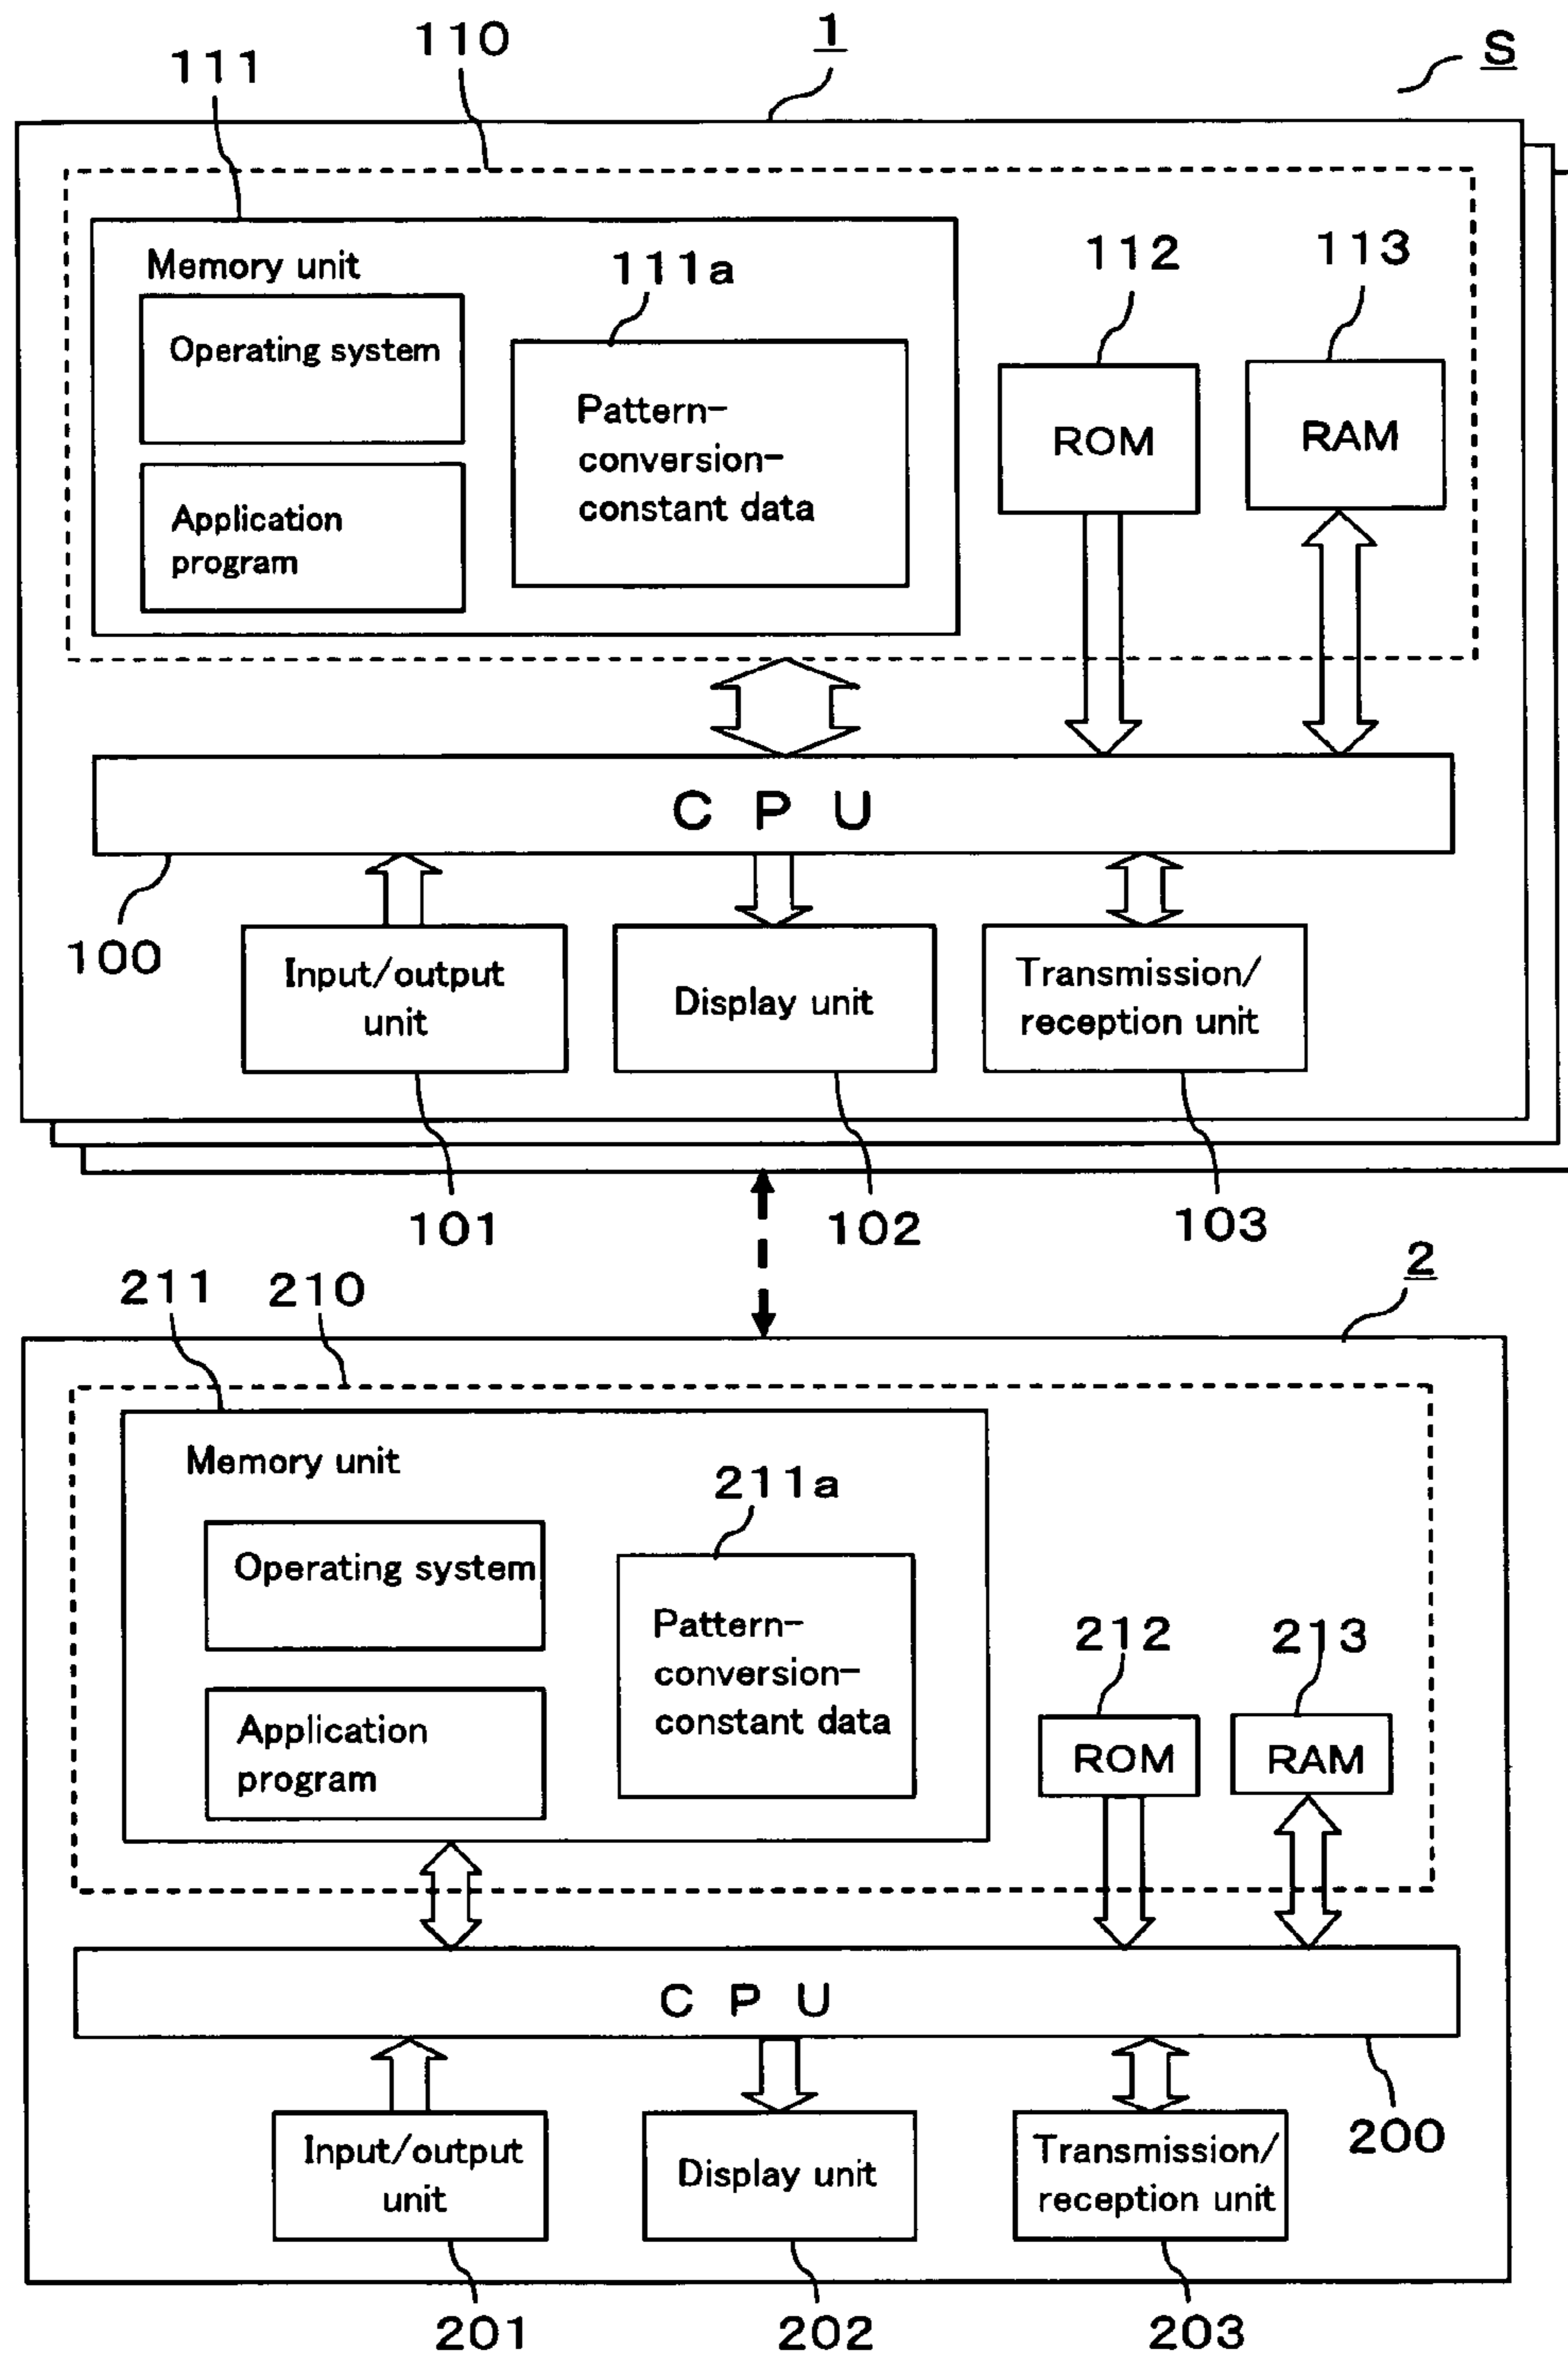 110
1
S
111
Memory unit
111a
112
113
Operating system
Pattern-
conversion-
constant data
ROM
RAM
Application
program
C P U
100
Input/output
unit
Display unit
Transmission/
reception unit
101
102
103
2
211
210
Memory unit
211a
Operating system
Pattern-
conversion-
constant data
212
213
Application
program
ROM
RAM
C P U
200
Input/output
unit
Display unit
Transmission/
reception unit
201
202
203